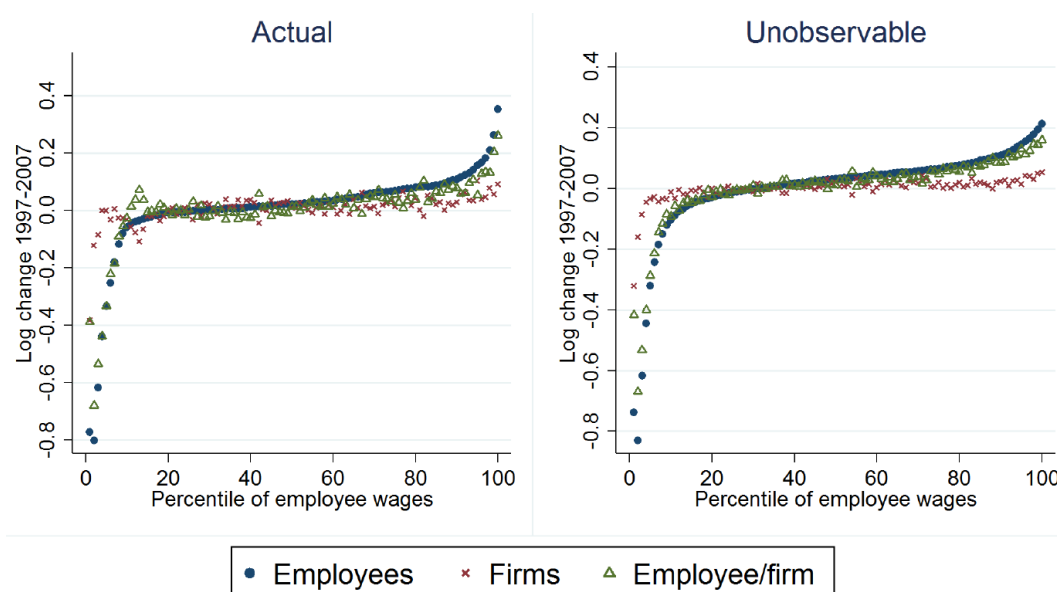 Actual
Unobservable
Log change 1997-2007
0.4
0.2
0.0
-0.2
-0.4
-0.6
-0.8
0 20 40 60 80 100
Percentile of employee wages
Log change 1997-2007
0.4
0.2
0.0
-0.2
-0.4
-0.6
-0.8
0 20 40 60 80 100
Percentile of employee wages
Employees Firms Employee/firm